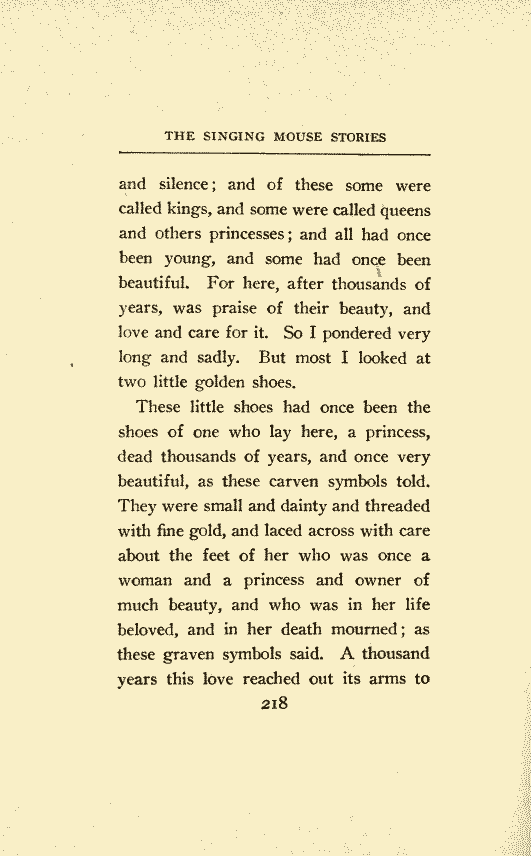 THE SINGING MOUSE STORIES
and silence; and of these some were
called kings, and some were called queens
and others princesses; and all had once
been young, and some had once been
beautiful. For here, after thousands of
years, was praise of their beauty, and
love and care for it. So I pondered very
long and sadly. But most I looked at
two little golden shoes.
These little shoes had once been the
shoes of one who lay here, a princess,
dead thousands of years, and once very
beautiful, as these carven symbols told.
They were small and dainty and threaded
with fine gold, and laced across with care
about the feet of her who was once a
woman and a princess and owner of
much beauty, and who was in her life
beloved, and in her death mourned; as
these graven symbols said. A thousand
years this love reached out its arms to
218